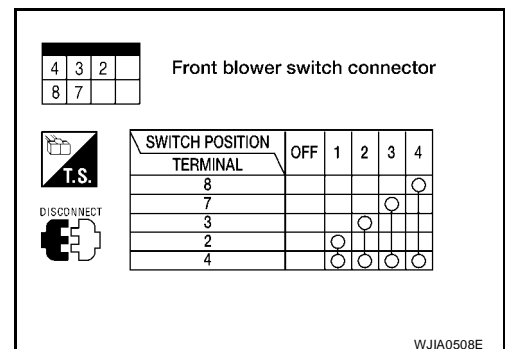 Front blower switch connector
4 3 2
8 7
T.S.
DISCONNECT
SWITCH POSITION OFF 1 2 3 4
TERMINAL
8
7
3
2
4
WJIA0508E